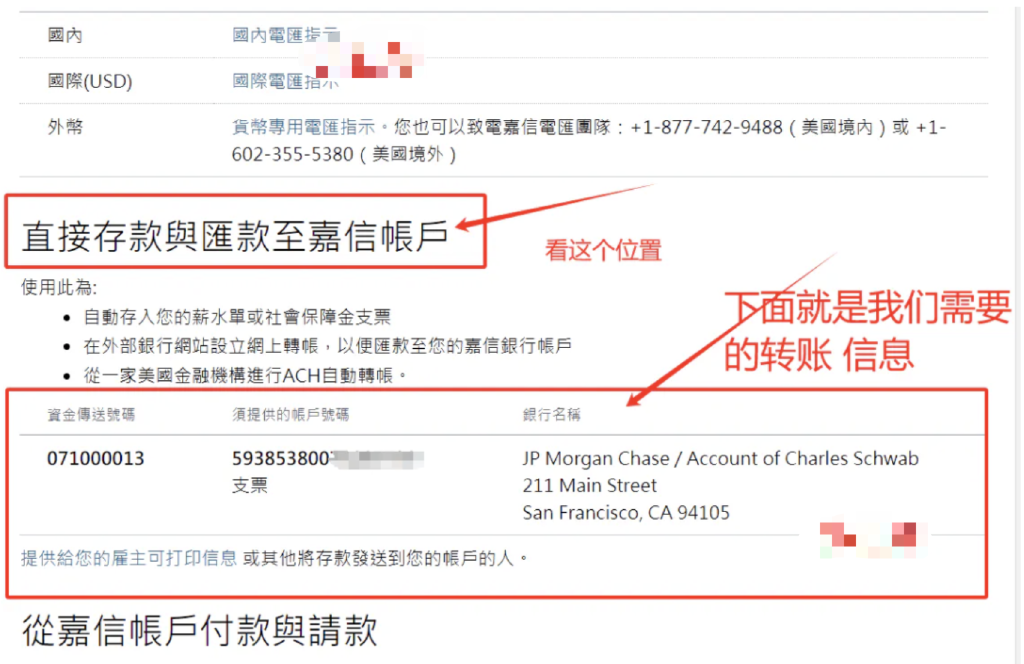 國內 國內電匯指示
國際(USD) 國際電匯指示
外幣 貨幣專用電匯指示。您也可以致電嘉信電匯團隊：+1-877-742-9488 ( 美國境內 ) 或 +1-
602-355-5380 ( 美國境外 )
直接存款與匯款至嘉信帳戶
看这个位置
使用此為:
下面就是我们需要
的转账 信息
• 自動存入您的薪水單或社會保障金支票
• 在外部銀行網站設立網上轉帳，以便匯款至您的嘉信銀行帳戶
• 從一家美國金融機構進行ACH自動轉帳。
資金傳送號碼 須提供的帳戶號碼 銀行名稱
071000013 593853800 JP Morgan Chase / Account of Charles Schwab
支票 211 Main Street
San Francisco, CA 94105
提供給您的雇主可打印信息 或其他將存款發送到您的帳戶的人。
從嘉信帳戶付款與請款